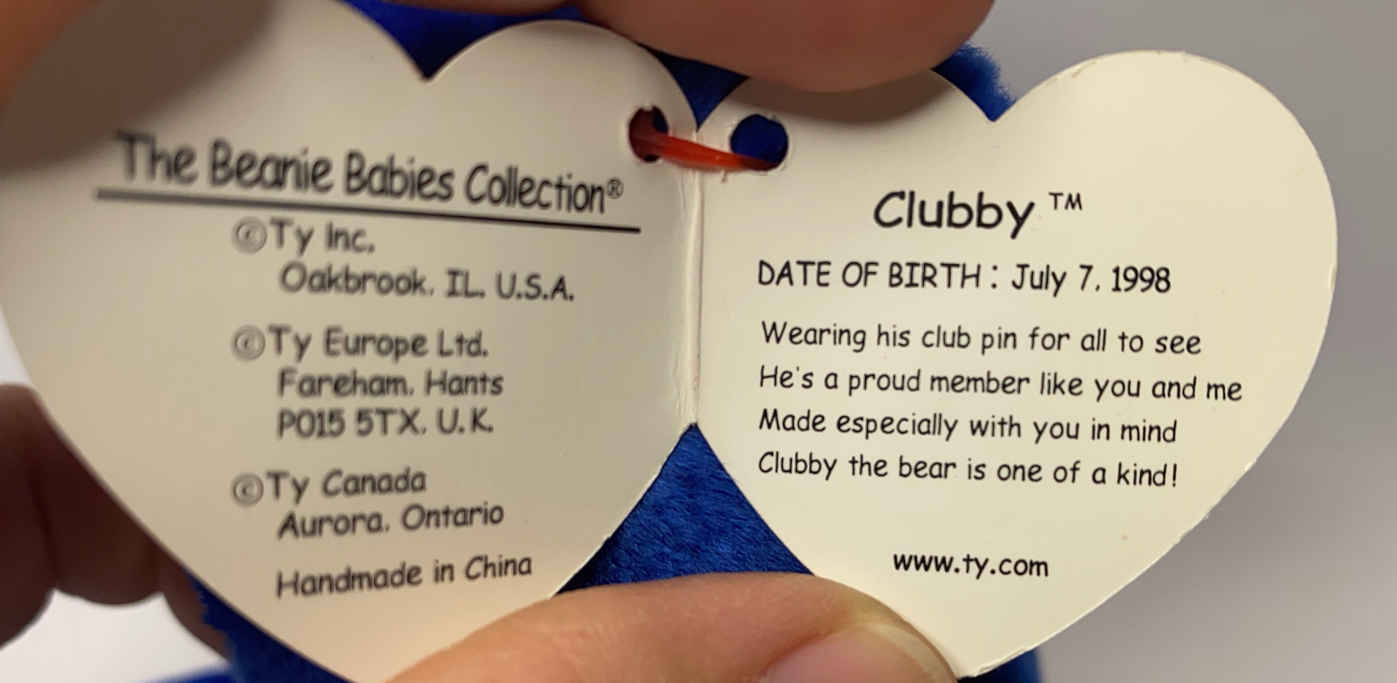 The Beanie Babies Collection®
©Ty Inc.
Oakbrook, IL. U.S.A.
©Ty Europe Ltd.
Fareham, Hants
PO15 5TX, U.K.
©Ty Canada
Aurora, Ontario
Handmade in China
Clubby ™
DATE OF BIRTH : July 7, 1998
Wearing his club pin for all to see
He's a proud member like you and me
Made especially with you in mind
Clubby the bear is one of a kind!
www.ty.com